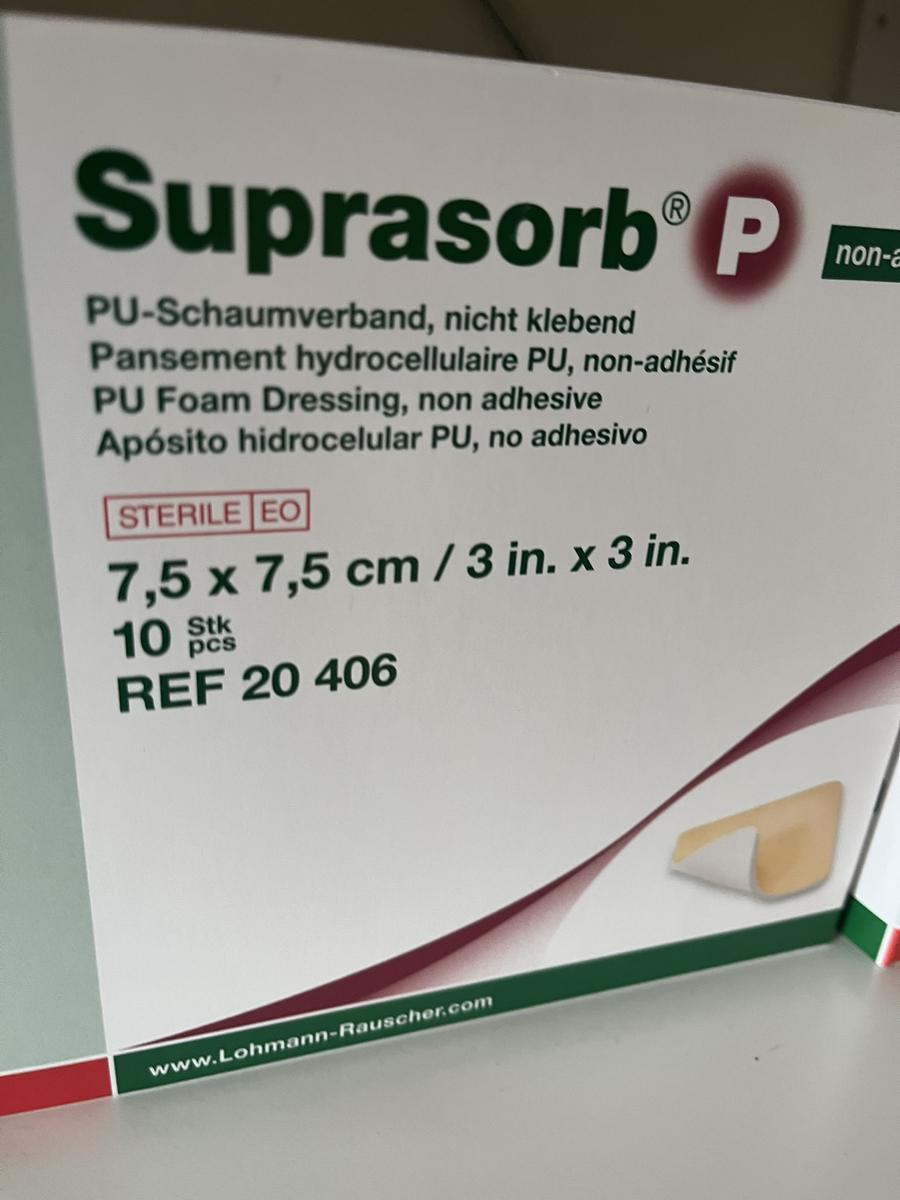 Suprasorb® P
non-a
PU-Schaumverband, nicht klebend
Pansement hydrocellulaire PU, non-adhésif
PU Foam Dressing, non adhesive
Apósito hidrocelular PU, no adhesivo
STERILE EO
7,5 x 7,5 cm / 3 in. x 3 in.
10 Stk pcs
REF 20 406
www.Lohmann-Rauscher.com